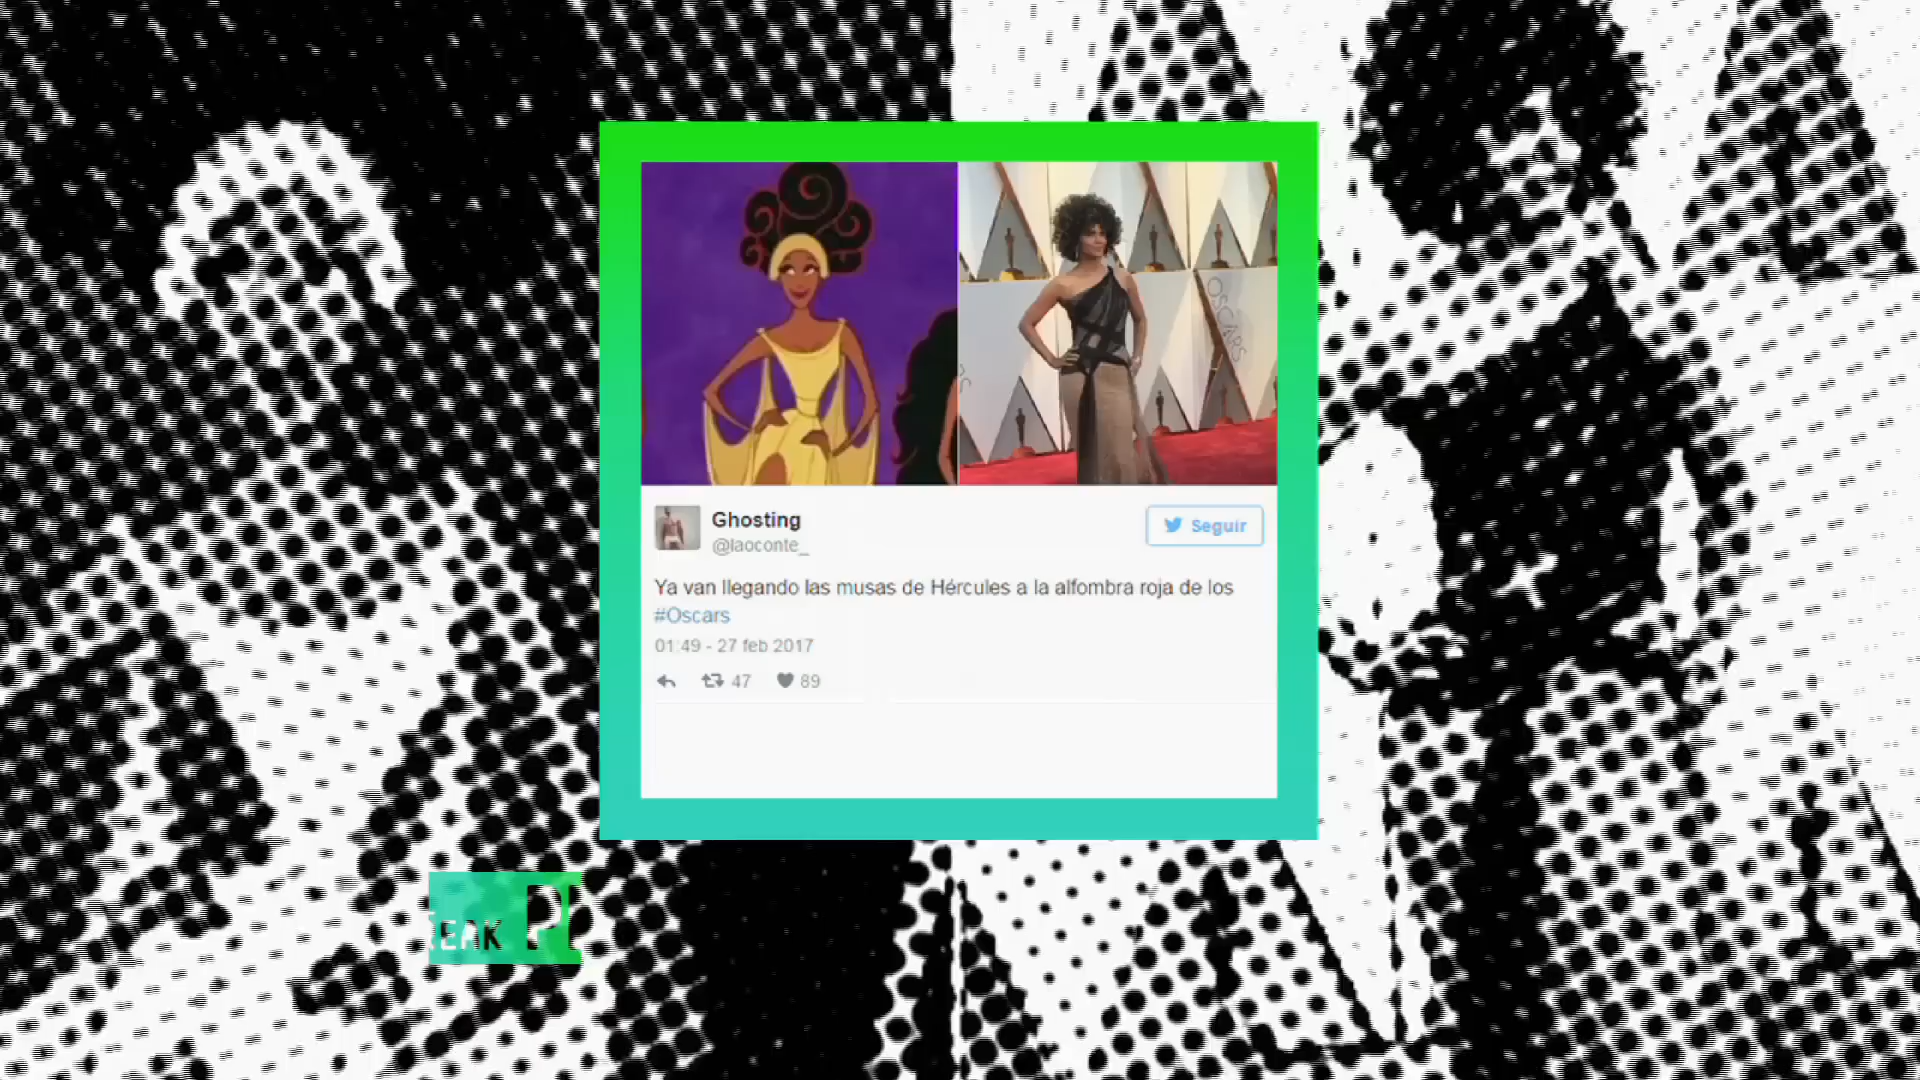 OSCARS
Ghosting
@laoconte_
Seguir
Ya van llegando las musas de Hércules a la alfombra roja de los
#Oscars
01:49 - 27 feb 2017
47 89